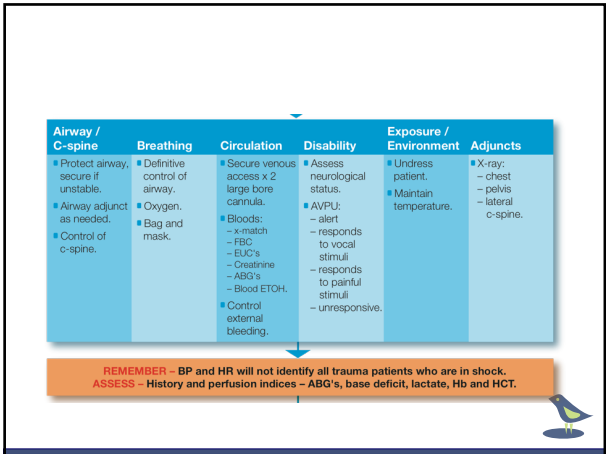 Airway /
C-spine
Protect airway,
secure if
unstable.
Airway adjunct
as needed.
Control of
c-spine.
Breathing
Definitive
control of
airway.
Oxygen.
Bag and
mask.
Circulation
Secure venous
access x 2
large bore
cannula.
Bloods:
– x-match
– FBC
– EUC's
– Creatinine
– ABG's
– Blood ETOH.
Control
external
bleeding.
Disability
Assess
neurological
status.
AVPU:
– alert
– responds
to vocal
stimuli
– responds
to painful
stimuli
– unresponsive.
Exposure /
Environment
Undress
patient.
Maintain
temperature.
Adjuncts
X-ray:
– chest
– pelvis
– lateral
c-spine.
REMEMBER – BP and HR will not identify all trauma patients who are in shock.
ASSESS – History and perfusion indices – ABG's, base deficit, lactate, Hb and HCT.